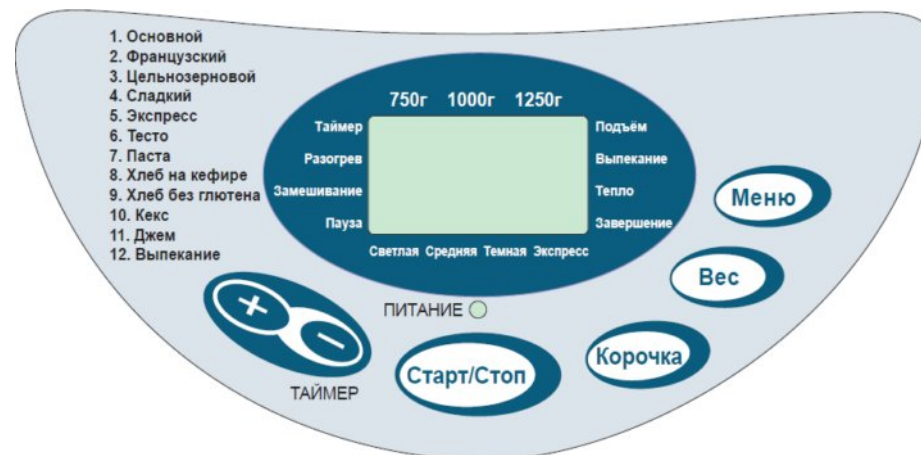 1. Основной
2. Французский
3. Цельнозерновой
4. Сладкий
5. Экспресс
6. Тесто
7. Паста
8. Хлеб на кефире
9. Хлеб без глютена
10. Кекс
11. Джем
12. Выпекание
750г 1000г 1250г
Таймер
Разогрев
Замешивание
Пауза
Подъём
Выпекание
Тепло
Завершение
Светлая Средняя Темная Экспресс
ПИТАНИЕ
+
−
ТАЙМЕР
Старт/Стоп
Корочка
Вес
Меню